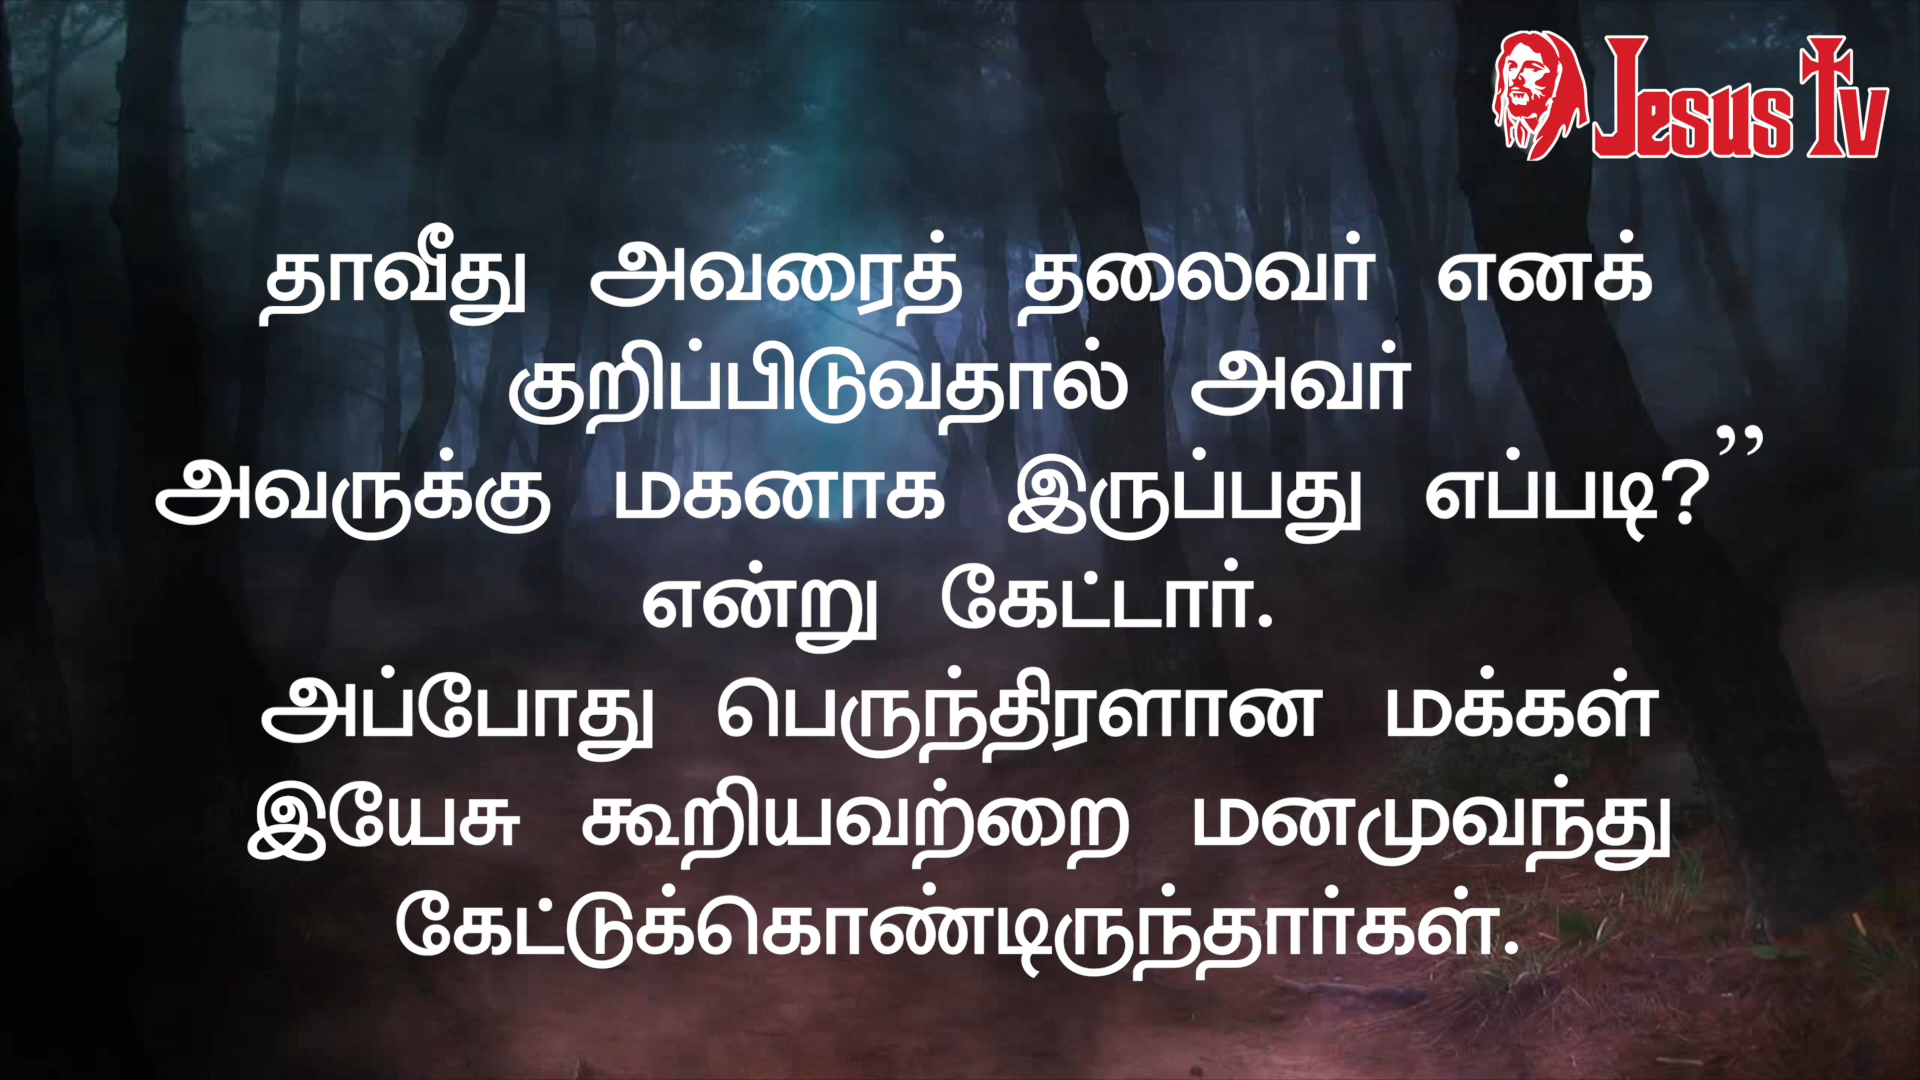 Jesus Tv
தாவீது அவரைத் தலைவர் எனக்
குறிப்பிடுவதால் அவர்
அவருக்கு மகனாக இருப்பது எப்படி?”
என்று கேட்டார்.
அப்போது பெருந்திரளான மக்கள்
இயேசு கூறியவற்றை மனமுவந்து
கேட்டுக்கொண்டிருந்தார்கள்.